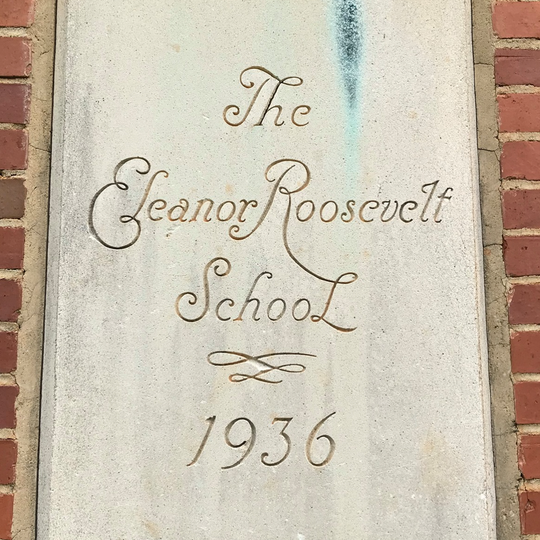 The
Eleanor Roosevelt
School
1936